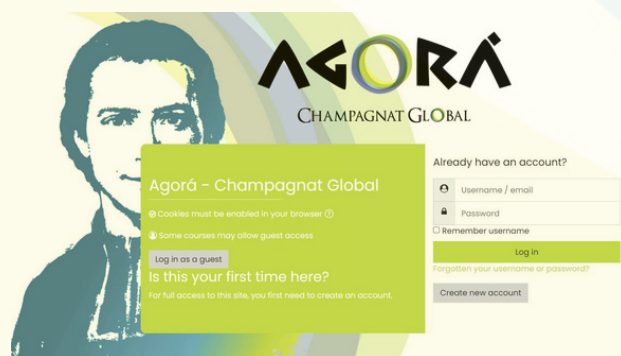 AGORÁ
CHAMPAGNAT GLOBAL
Agorá - Champagnat Global
Cookies must be enabled in your browser
Some courses may allow guest access
Log in as a guest
Is this your first time here?
For full access to this site, you first need to create an account.
Already have an account?
Username / email
Password
Remember username
Log in
Forgotten your username or password?
Create new account